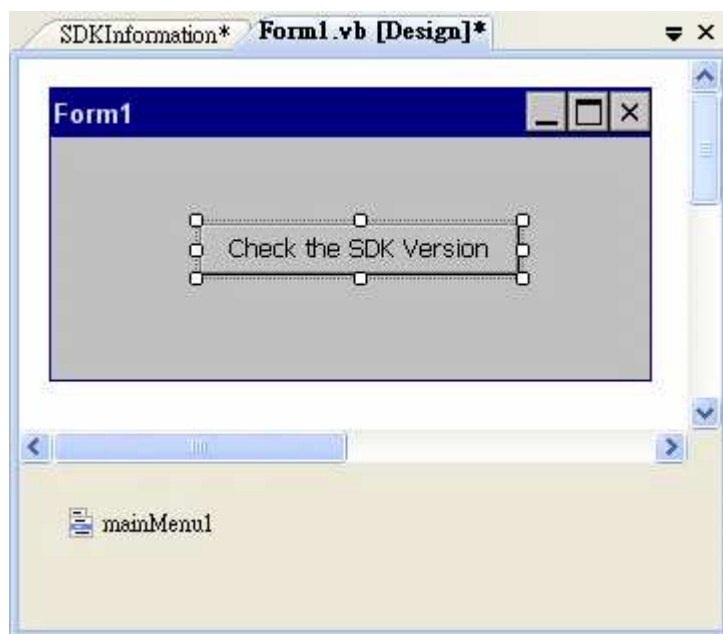 SDKInformation* Form1.vb [Design]*
Form1
Check the SDK Version
mainMenu1